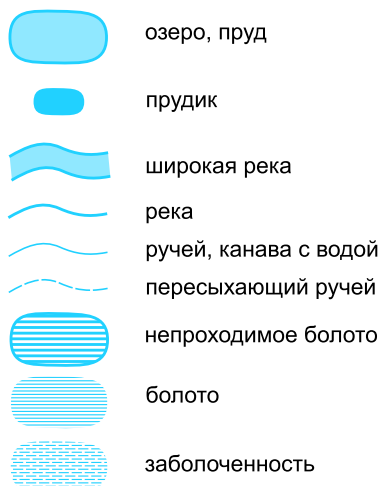 озеро, пруд
прудик
широкая река
река
ручей, канава с водой
пересыхающий ручей
непроходимое болото
болото
заболоченность